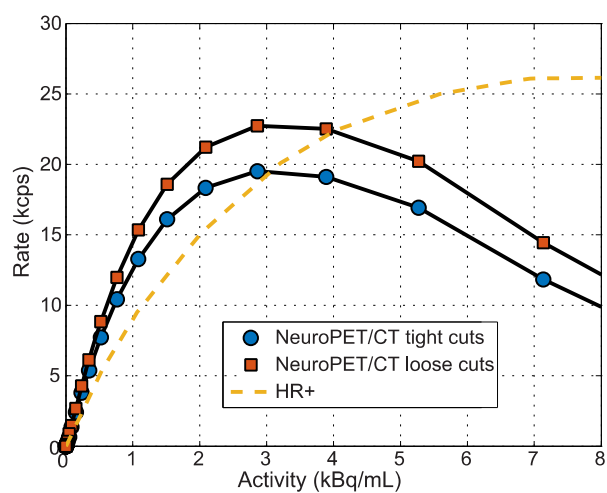 30
25
20
15
10
5
0
Rate (kcps)
NeuroPET/CT tight cuts
NeuroPET/CT loose cuts
HR+
0 1 2 3 4 5 6 7 8
Activity (kBq/mL)